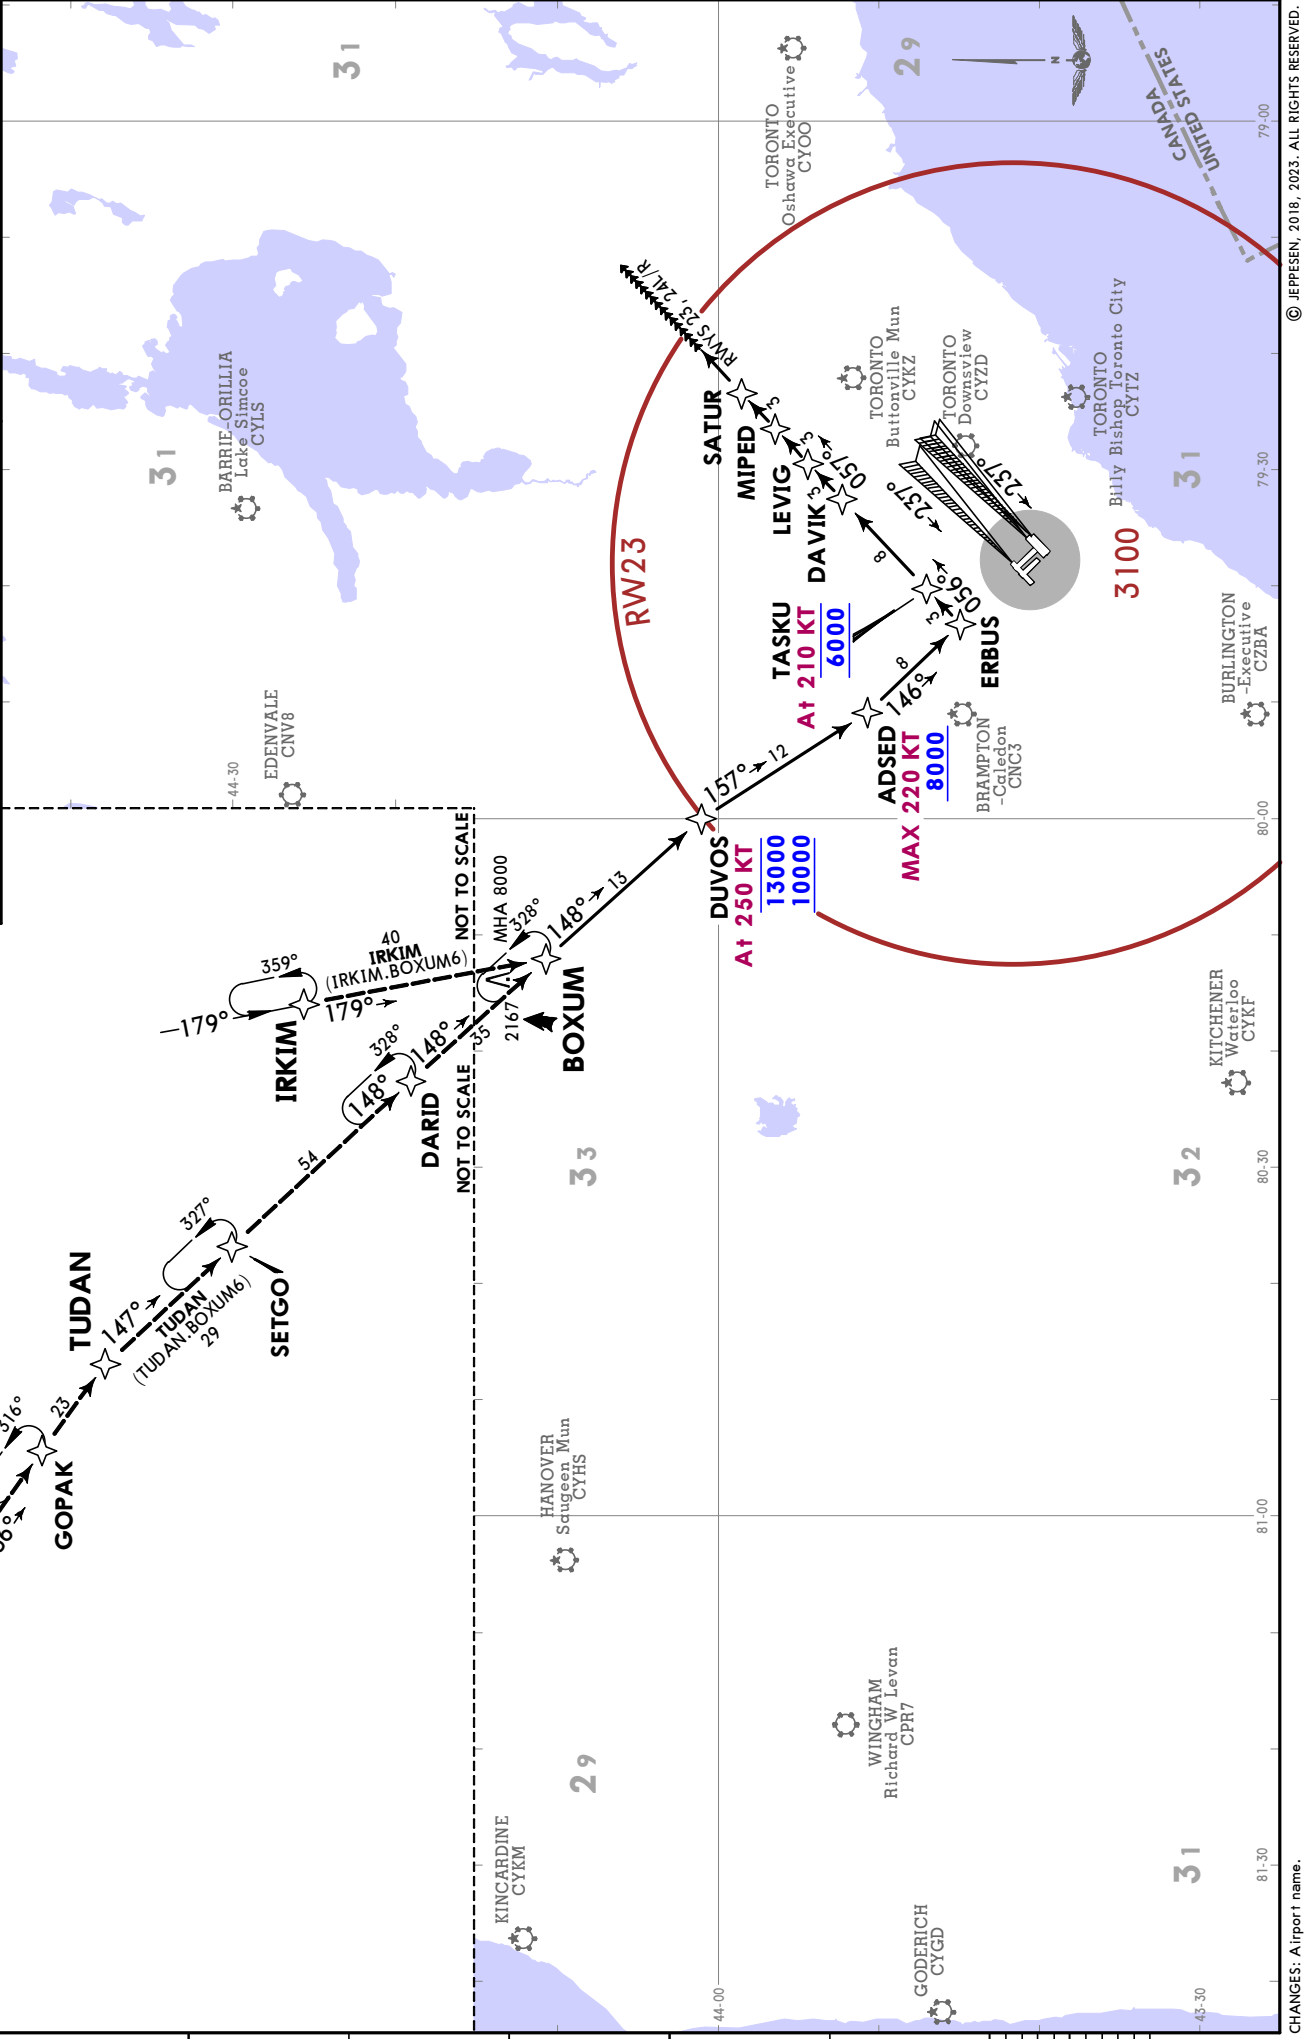 31
29
N
CANADA
UNITED STATES
79-00
TORONTO
Oshawa Executive
CYOO
BARRIE-ORILLIA
Lake Simcoe
CYLS
31
RWYS 23, 24L/R
SATUR
3
MIPED
3
LEVIG
3
DAVIK
057°
8
TORONTO
Buttonville Mun
CYKZ
TORONTO
Downsview
CYZD
TORONTO
Billy Bishop Toronto City
CYTZ
237°
237°
79-30
31
RW23
3100
TASKU
At 210 KT
6000
056°
3
ERBUS
8
146°
ADSED
MAX 220 KT
8000
BRAMPTON
-Caledon
CNC3
BURLINGTON
-Executive
CZBA
EDENVALE
CNV8
44-30
157°
12
DUVOS
At 250 KT
13000
10000
80-00
NOT TO SCALE
MHA 8000
328°
148°
13
BOXUM
2167
359°
179°
IRKIM
179°
40
IRKIM
(IRKIM.BOXUM6)
328°
148°
148°
35
DARID
NOT TO SCALE
54
33
32
KITCHENER
Waterloo
CYKF
80-30
327°
SETGO
TUDAN
147°
TUDAN
(TUDAN.BOXUM6)
29
23
316°
GOPAK
6°
HANOVER
Saugeen Mun
CYHS
81-00
WINGHAM
Richard W Levan
CPR7
29
KINCARDINE
CYKM
31
81-30
GODERICH
CYGD
44-00
43-30
CHANGES: Airport name.
© JEPPESEN, 2018, 2023. ALL RIGHTS RESERVED.